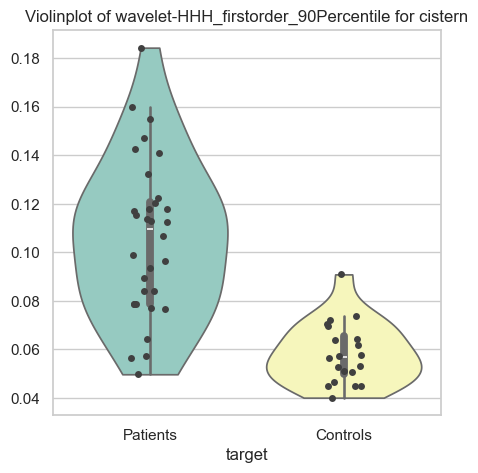 Violinplot of wavelet-HHH_firstorder_90Percentile for cistern
0.18
0.16
0.14
0.12
0.10
0.08
0.06
0.04
Patients Controls
target